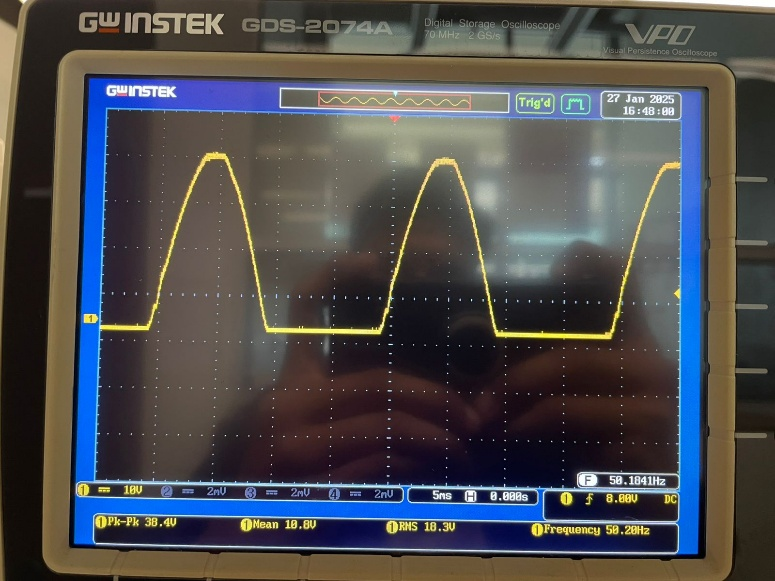 GWINSTEK GDS-2074A Digital Storage Oscilloscope
70 MHz 2 GS/s
VPO
Visual Persistence Oscilloscope
GWINSTEK
Trig'd
27 Jan 2025
16:48:00
1
F 50.1841Hz
1 10V 2 2mV 3 2mV 4 2mV 5ms H 0.000s 1 8.00V DC
1 Pk-Pk 38.4V 1 Mean 10.8V 1 RMS 18.3V 1 Frequency 50.20Hz